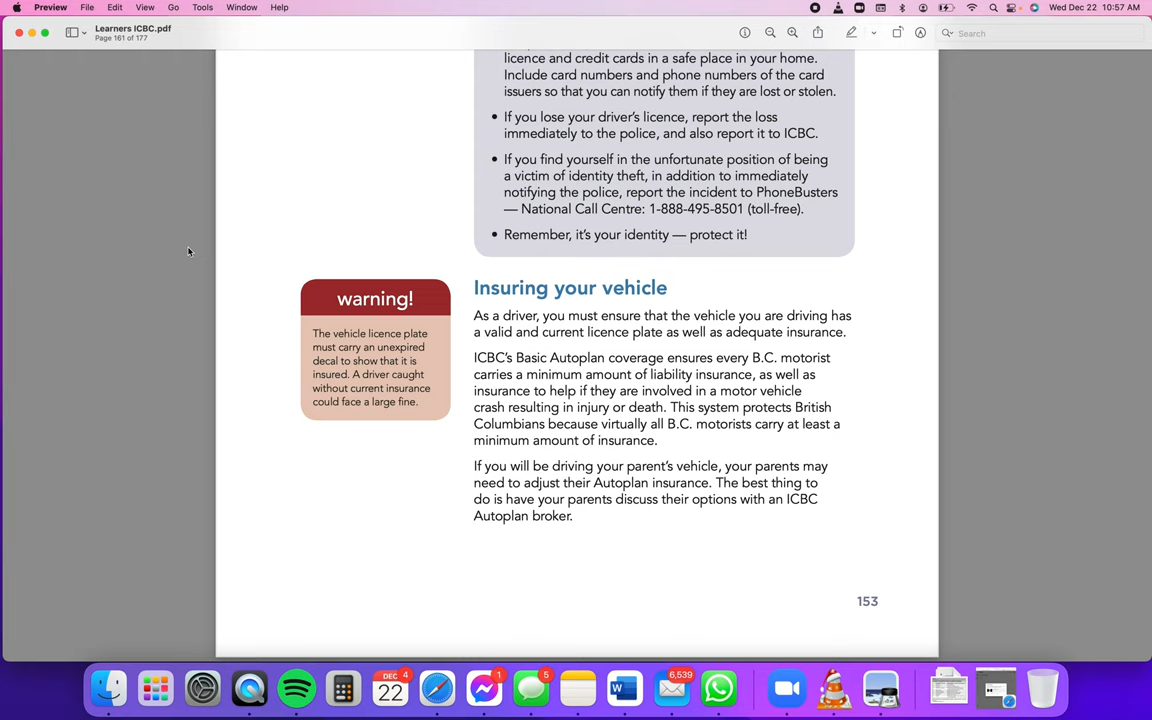 Preview File Edit View Go Tools Window Help
Wed Dec 22 10:57 AM
Learners ICBC.pdf
Page 161 of 177
Search
licence and credit cards in a safe place in your home.
Include card numbers and phone numbers of the card
issuers so that you can notify them if they are lost or stolen.
• If you lose your driver's licence, report the loss
immediately to the police, and also report it to ICBC.
• If you find yourself in the unfortunate position of being
a victim of identity theft, in addition to immediately
notifying the police, report the incident to PhoneBusters
— National Call Centre: 1-888-495-8501 (toll-free).
• Remember, it's your identity — protect it!
warning!
The vehicle licence plate
must carry an unexpired
decal to show that it is
insured. A driver caught
without current insurance
could face a large fine.
Insuring your vehicle
As a driver, you must ensure that the vehicle you are driving has
a valid and current licence plate as well as adequate insurance.
ICBC's Basic Autoplan coverage ensures every B.C. motorist
carries a minimum amount of liability insurance, as well as
insurance to help if they are involved in a motor vehicle
crash resulting in injury or death. This system protects British
Columbians because virtually all B.C. motorists carry at least a
minimum amount of insurance.
If you will be driving your parent's vehicle, your parents may
need to adjust their Autoplan insurance. The best thing to
do is have your parents discuss their options with an ICBC
Autoplan broker.
153
DEC 4
22
1
5
W
6,539